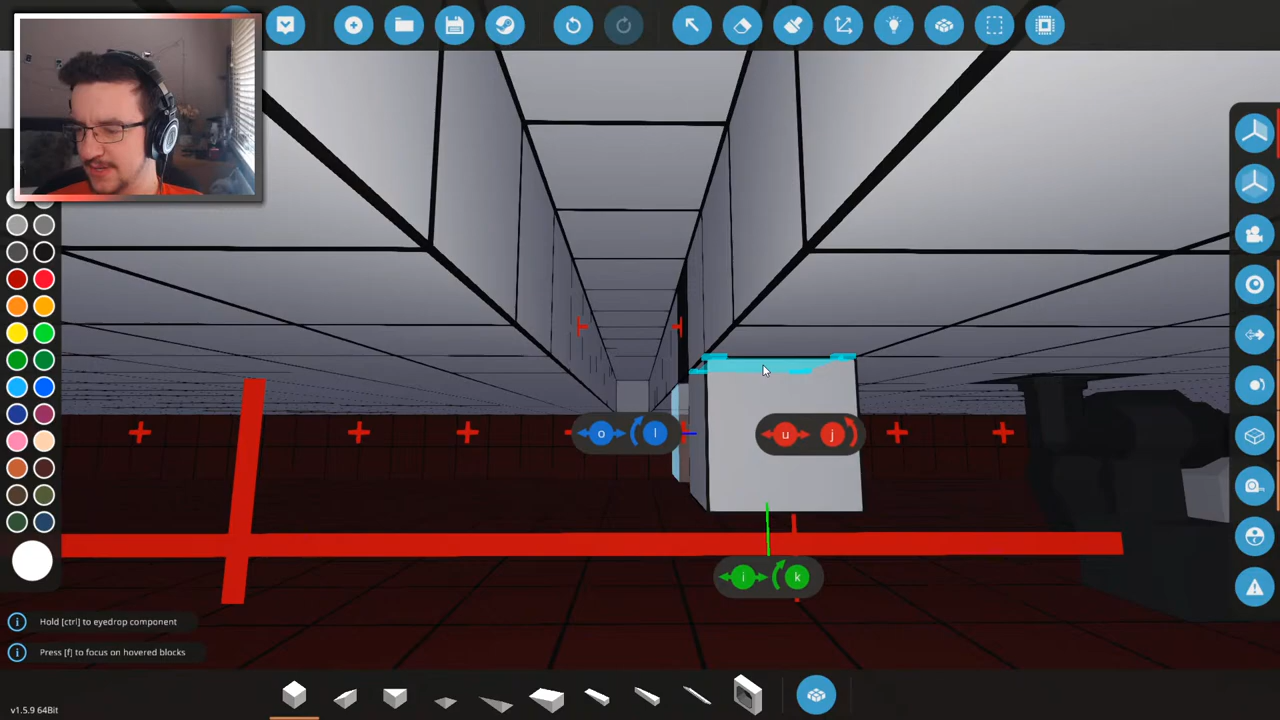 o l
u j
i k
Hold [ctrl] to eyedrop component
Press [f] to focus on hovered blocks
v1.5.9 64Bit